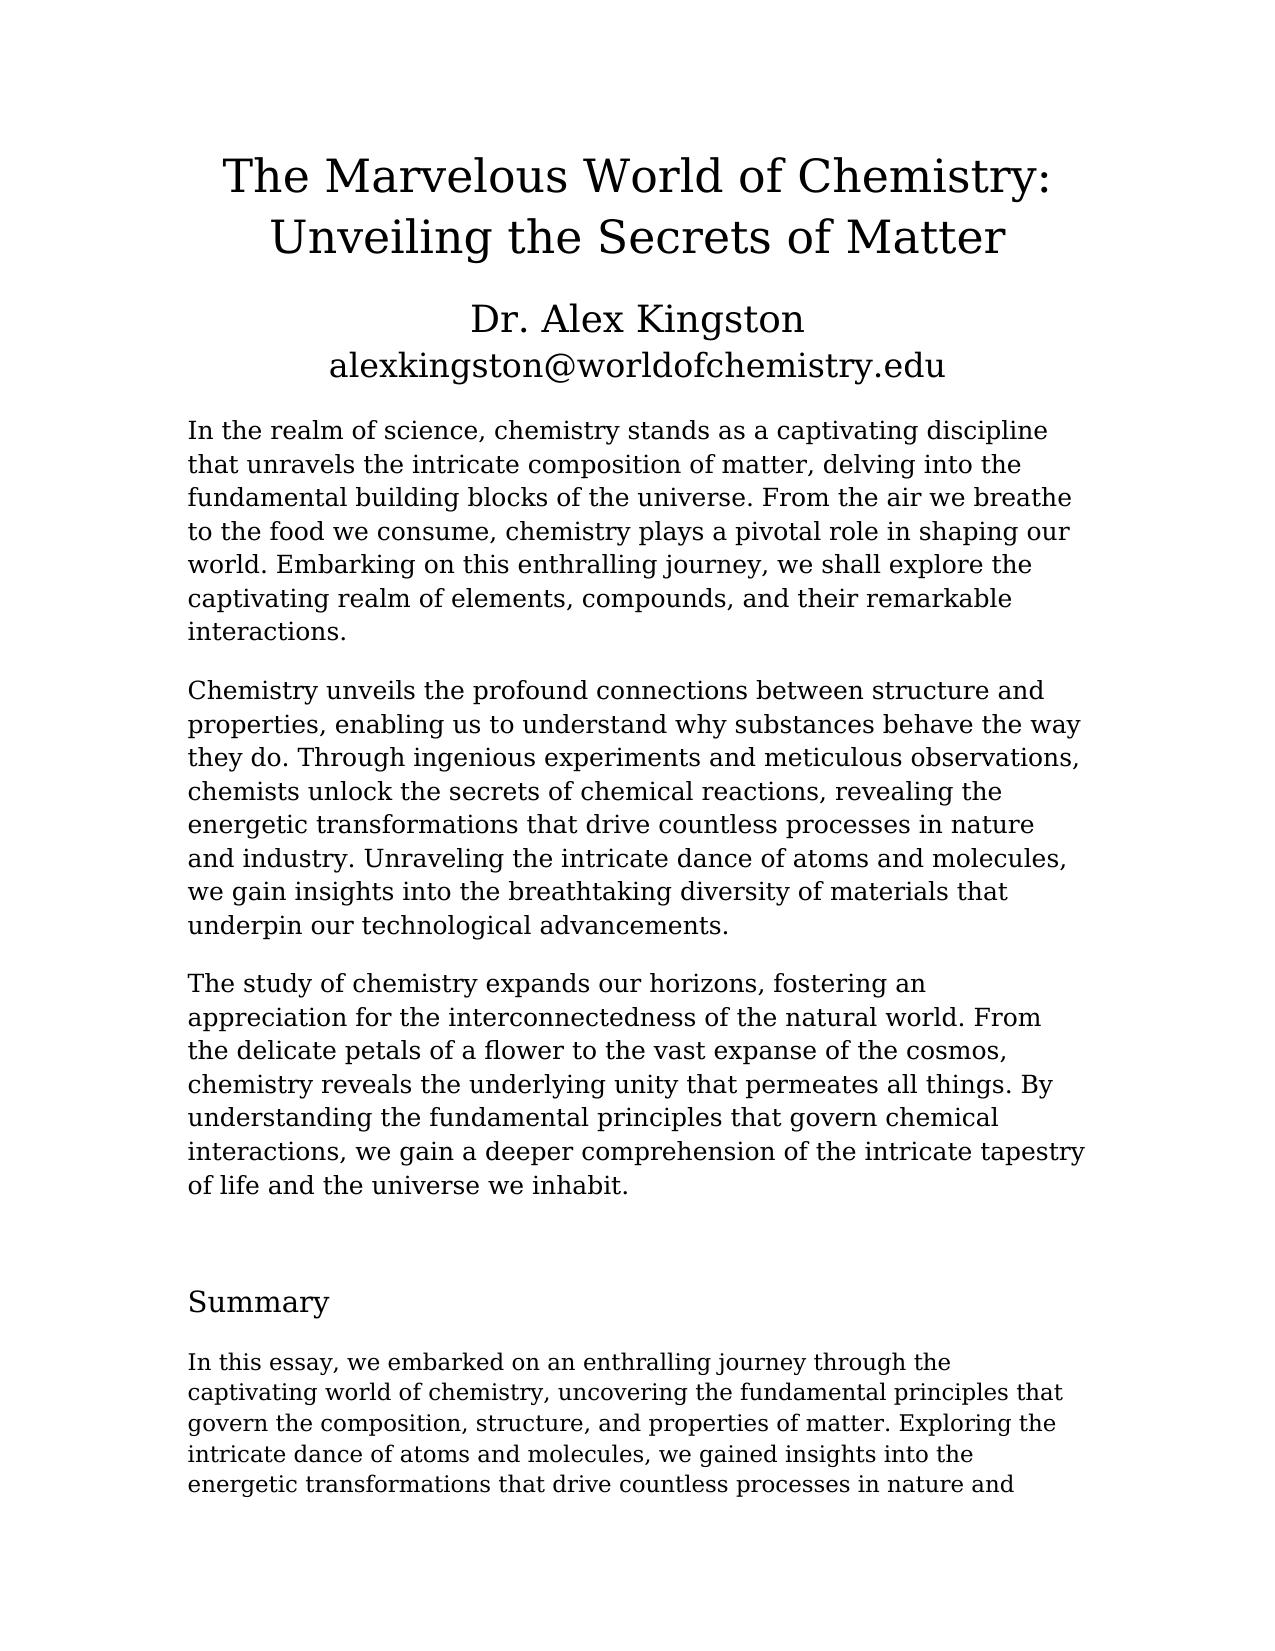 The Marvelous World of Chemistry:
Unveiling the Secrets of Matter
Dr. Alex Kingston
alexkingston@worldofchemistry.edu
In the realm of science, chemistry stands as a captivating discipline
that unravels the intricate composition of matter, delving into the
fundamental building blocks of the universe. From the air we breathe
to the food we consume, chemistry plays a pivotal role in shaping our
world. Embarking on this enthralling journey, we shall explore the
captivating realm of elements, compounds, and their remarkable
interactions.
Chemistry unveils the profound connections between structure and
properties, enabling us to understand why substances behave the way
they do. Through ingenious experiments and meticulous observations,
chemists unlock the secrets of chemical reactions, revealing the
energetic transformations that drive countless processes in nature
and industry. Unraveling the intricate dance of atoms and molecules,
we gain insights into the breathtaking diversity of materials that
underpin our technological advancements.
The study of chemistry expands our horizons, fostering an
appreciation for the interconnectedness of the natural world. From
the delicate petals of a flower to the vast expanse of the cosmos,
chemistry reveals the underlying unity that permeates all things. By
understanding the fundamental principles that govern chemical
interactions, we gain a deeper comprehension of the intricate tapestry
of life and the universe we inhabit.
Summary
In this essay, we embarked on an enthralling journey through the
captivating world of chemistry, uncovering the fundamental principles that
govern the composition, structure, and properties of matter. Exploring the
intricate dance of atoms and molecules, we gained insights into the
energetic transformations that drive countless processes in nature and